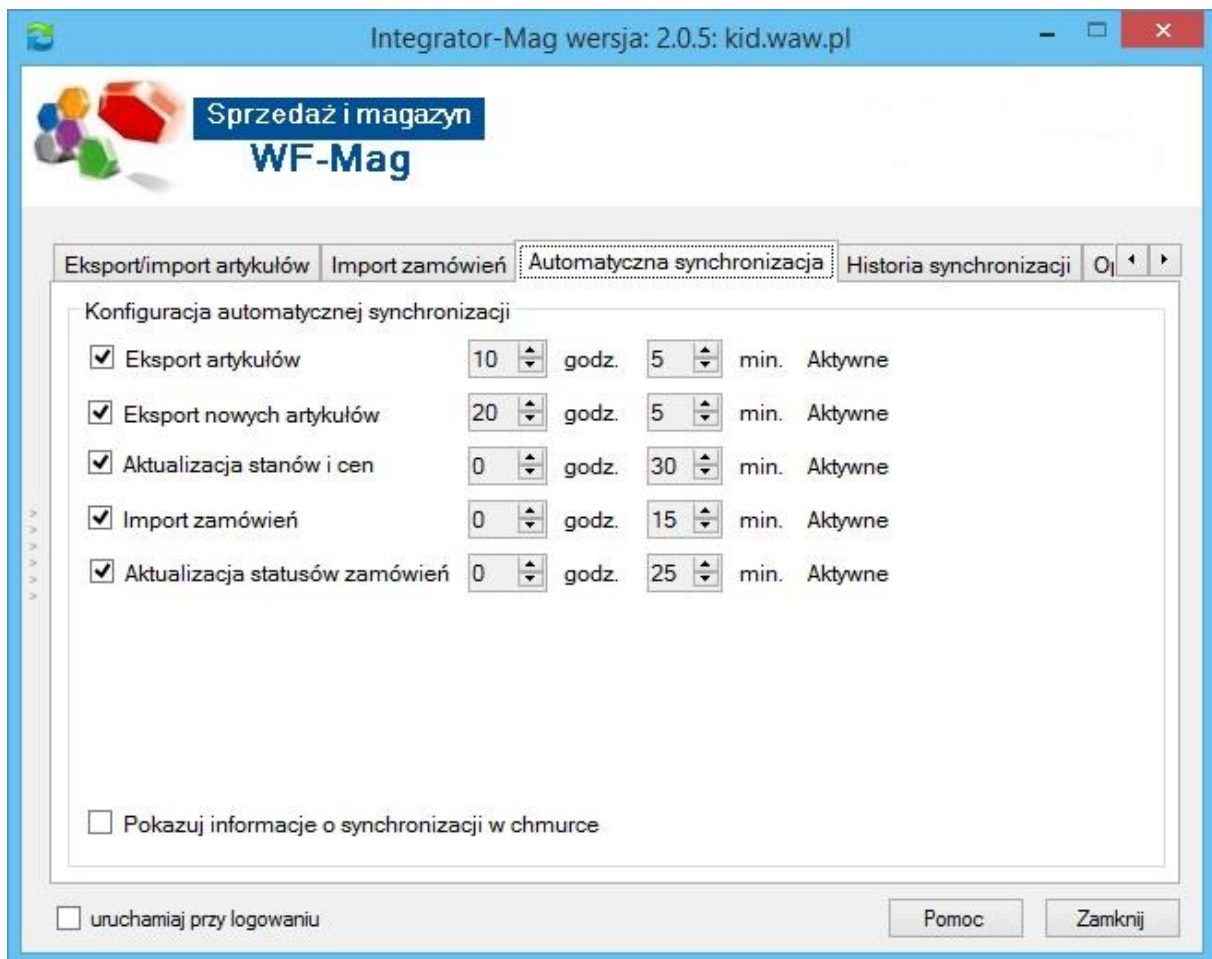 Integrator-Mag wersja: 2.0.5: kid.waw.pl
Sprzedaż i magazyn
WF-Mag
Eksport/import artykułów Import zamówień Automatyczna synchronizacja Historia synchronizacji
Konfiguracja automatycznej synchronizacji
Eksport artykułów 10 godz. 5 min. Aktywne
Eksport nowych artykułów 20 godz. 5 min. Aktywne
Aktualizacja stanów i cen 0 godz. 30 min. Aktywne
Import zamówień 0 godz. 15 min. Aktywne
Aktualizacja statusów zamówień 0 godz. 25 min. Aktywne
Pokazuj informacje o synchronizacji w chmurce
uruchamiaj przy logowaniu Pomoc Zamknij